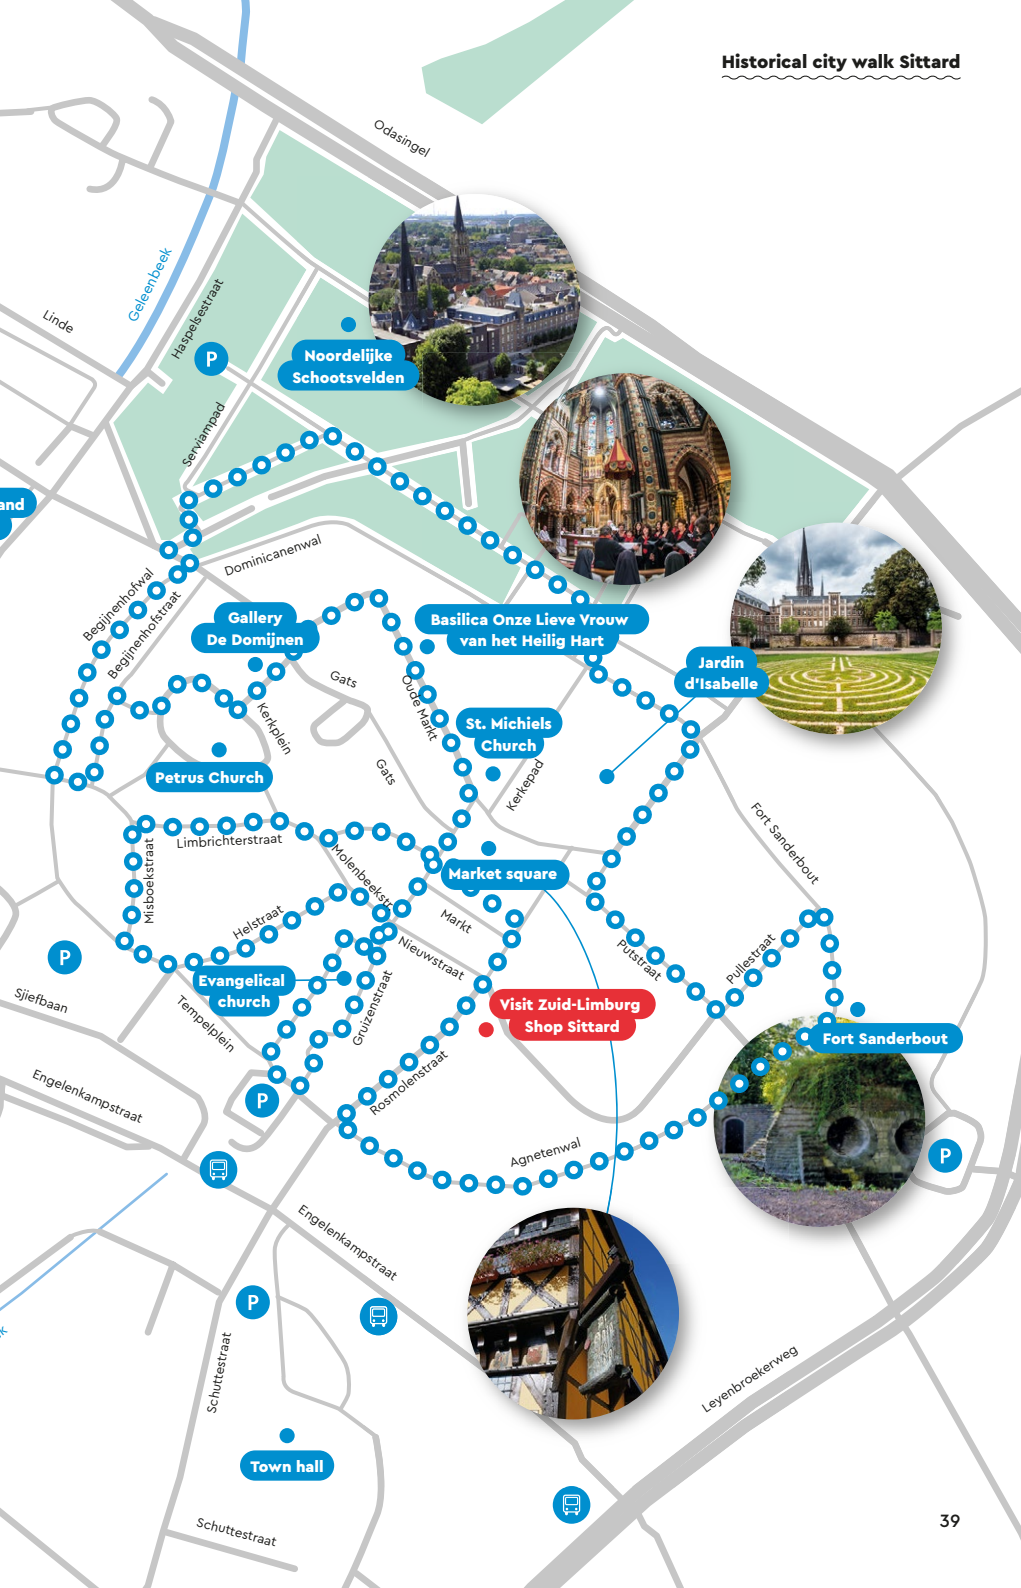 Historical city walk Sittard
Odasingel
Geleenbeek
Linde
Haspelsestraat
P
Noordelijke
Schootsvelden
Serviampad
and
Dominicanenwal
Begijnenhofwal
Begijnenhofstraat
Gallery
De Domijnen
Basilica Onze Lieve Vrouw
van het Heilig Hart
Jardin
d'Isabelle
Gats
Oude Markt
Kerkplein
St. Michiels
Church
Petrus Church
Gats
Kerkepad
Fort Sanderbout
Limbrichterstraat
Misboekstraat
Molenbeekstr
Market square
Markt
Helstraat
Nieuwstraat
Putstraat
Pullestraat
P
Evangelical
church
Sjiefbaan
Tempelplein
Gruizenstraat
Visit Zuid-Limburg
Shop Sittard
Fort Sanderbout
Engelenkampstraat
P
Rosmolenstraat
Agnetenwal
P
Engelenkampstraat
P
k
Schuttestraat
Leyenbroekerweg
Town hall
Schuttestraat
39